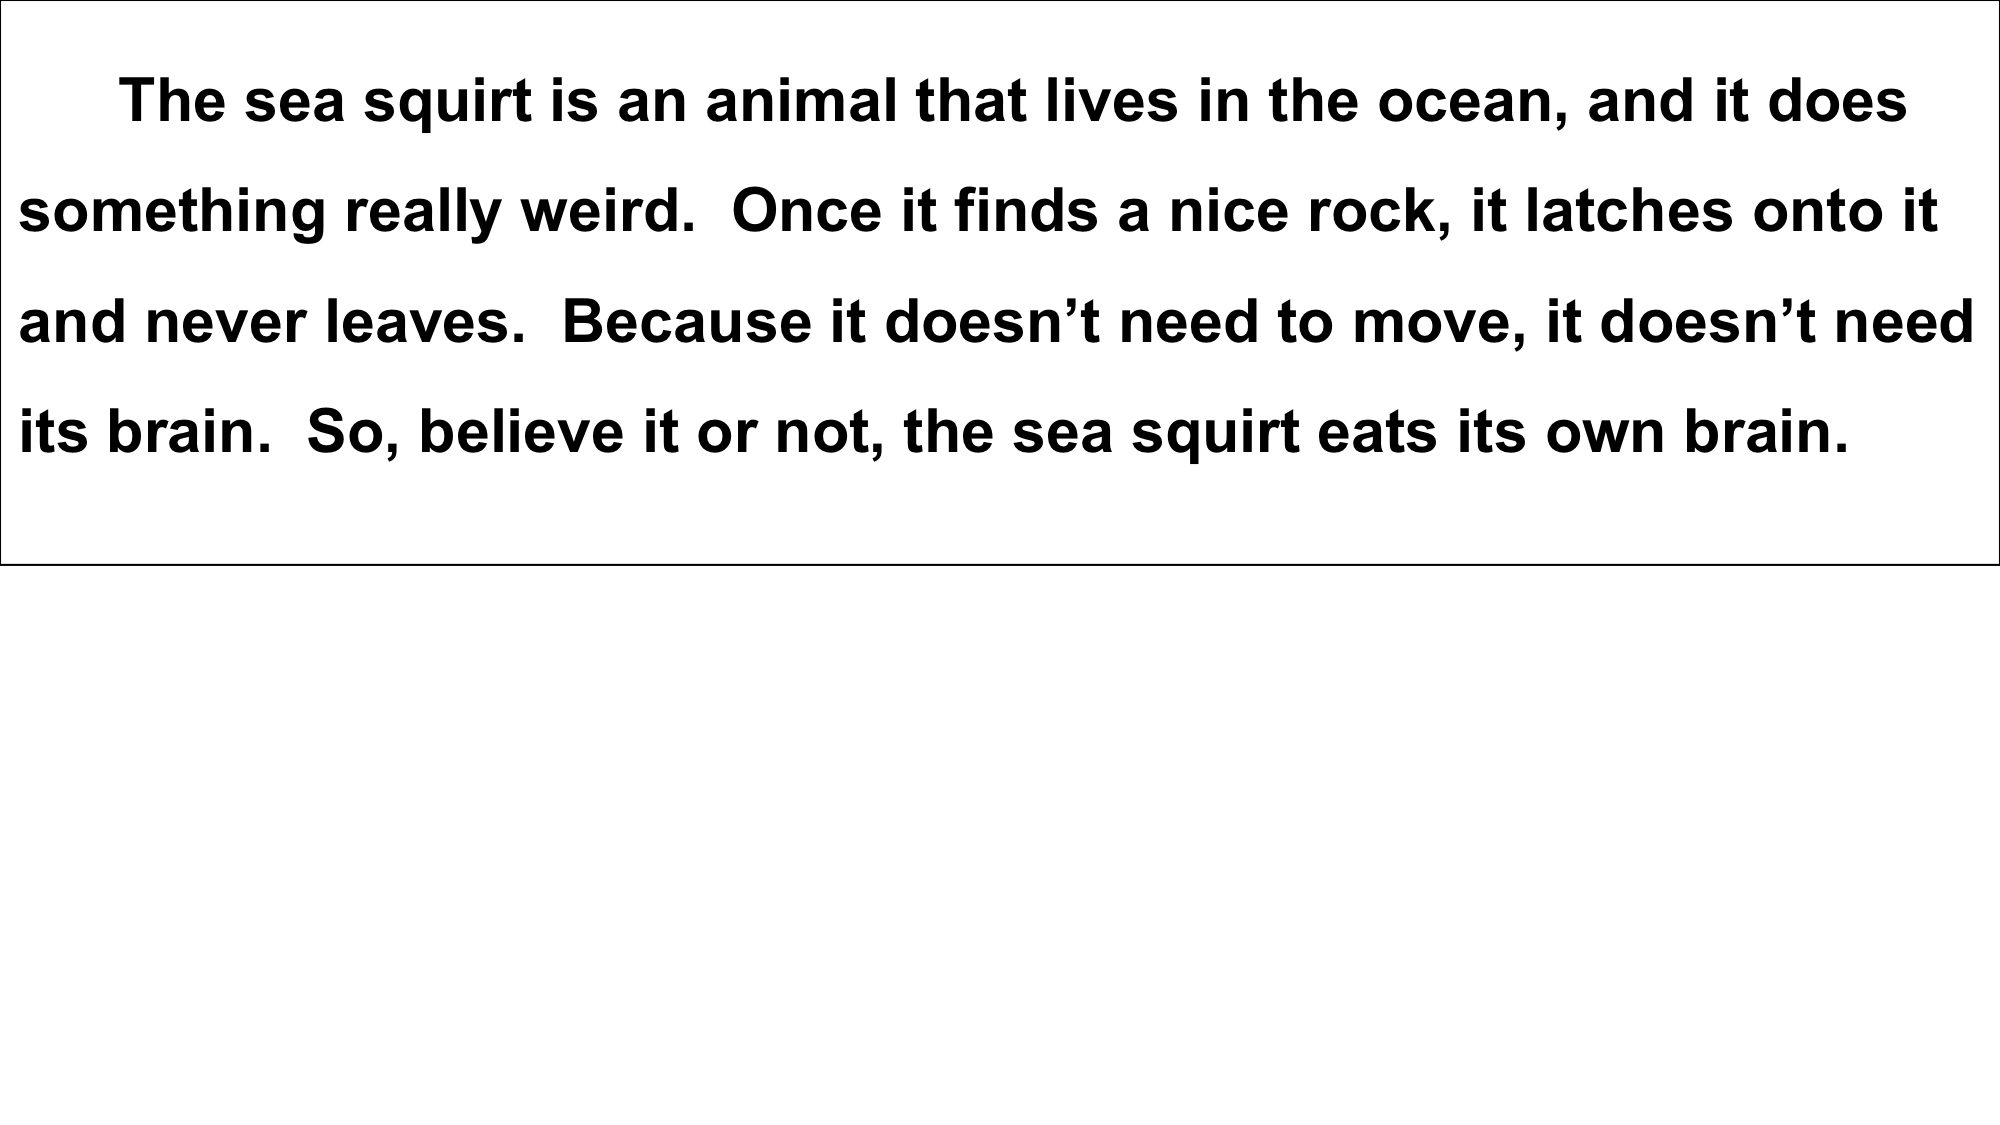 The sea squirt is an animal that lives in the ocean, and it does
something really weird.  Once it finds a nice rock, it latches onto it
and never leaves.  Because it doesn’t need to move, it doesn’t need
its brain.  So, believe it or not, the sea squirt eats its own brain.